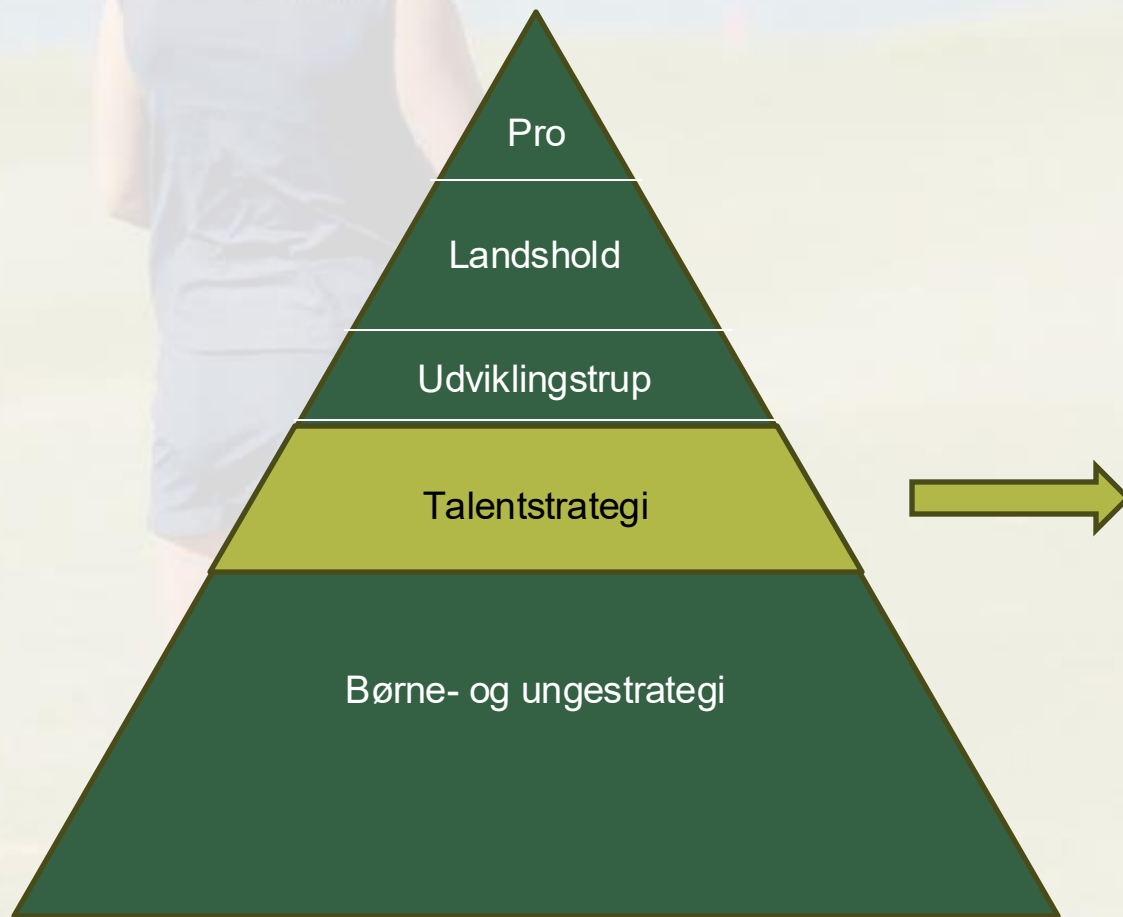 Pro
Landshold
Udviklingstrup
Talentstrategi
Børne- og ungestrategi